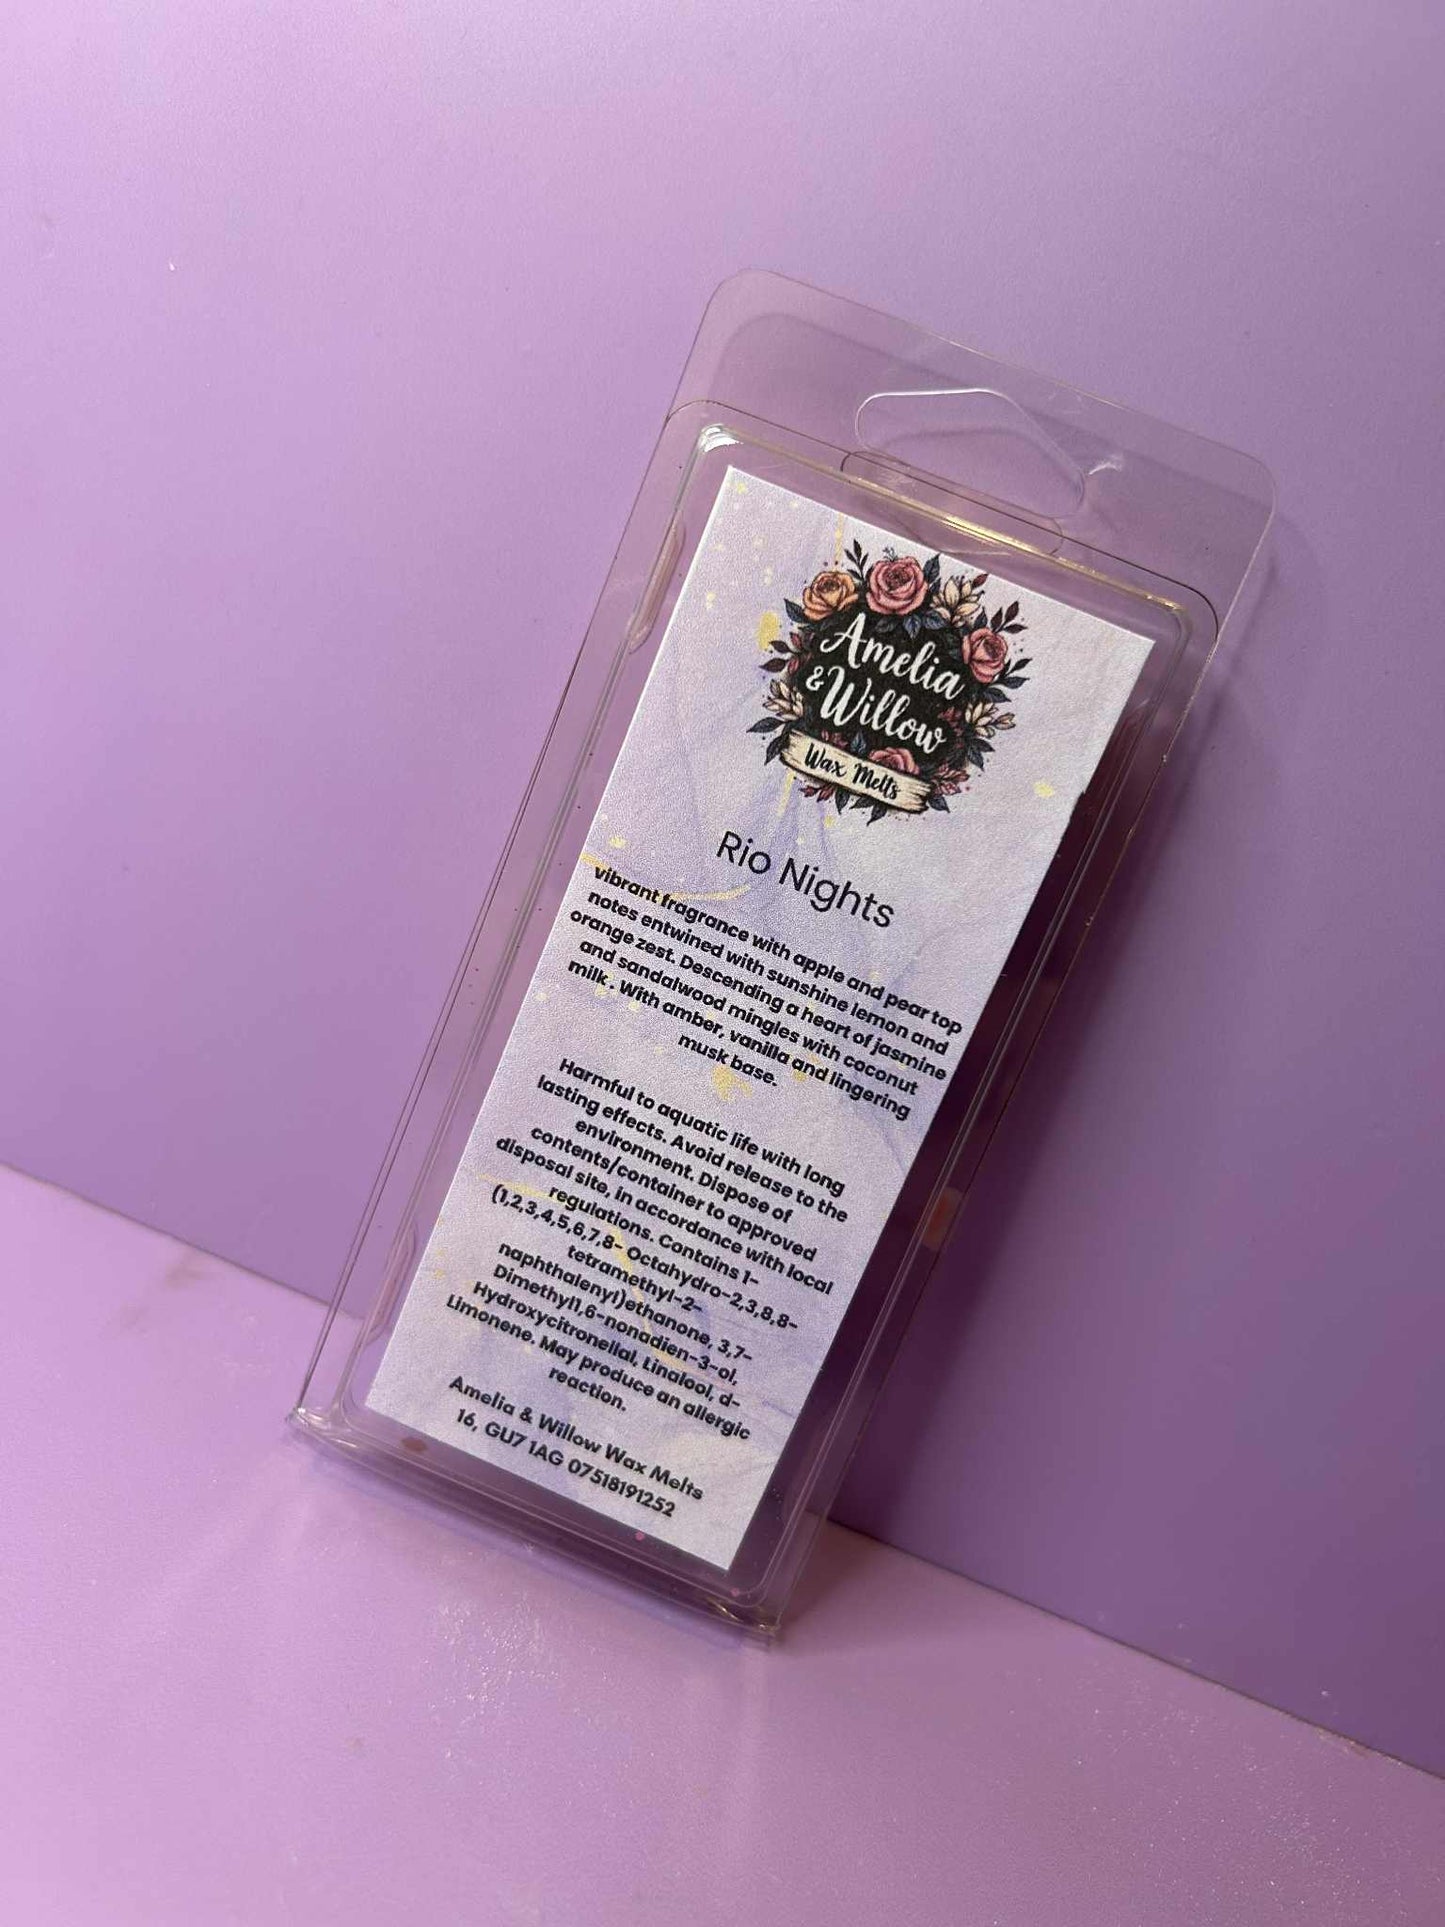 Amelia
& Willow
Wax Melts
Rio Nights
vibrant fragrance with apple and pear top
notes entwined with sunshine lemon and
orange zest. Descending a heart of jasmine
and sandalwood mingles with coconut
milk . With amber, vanilla and lingering
musk base.
Harmful to aquatic life with long
lasting effects. Avoid release to the
environment. Dispose of
contents/container to approved
disposal site, in accordance with local
regulations. Contains 1-
(1,2,3,4,5,6,7,8- Octahydro-2,3,8,8-
tetramethyl-2-
naphthalenyl)ethanone, 3,7-
Dimethyl1,6-nonadien-3-ol,
Hydroxycitronellal, Linalool, d-
Limonene. May produce an allergic
reaction.
Amelia & Willow Wax Melts
16, GU7 1AG 07518191252